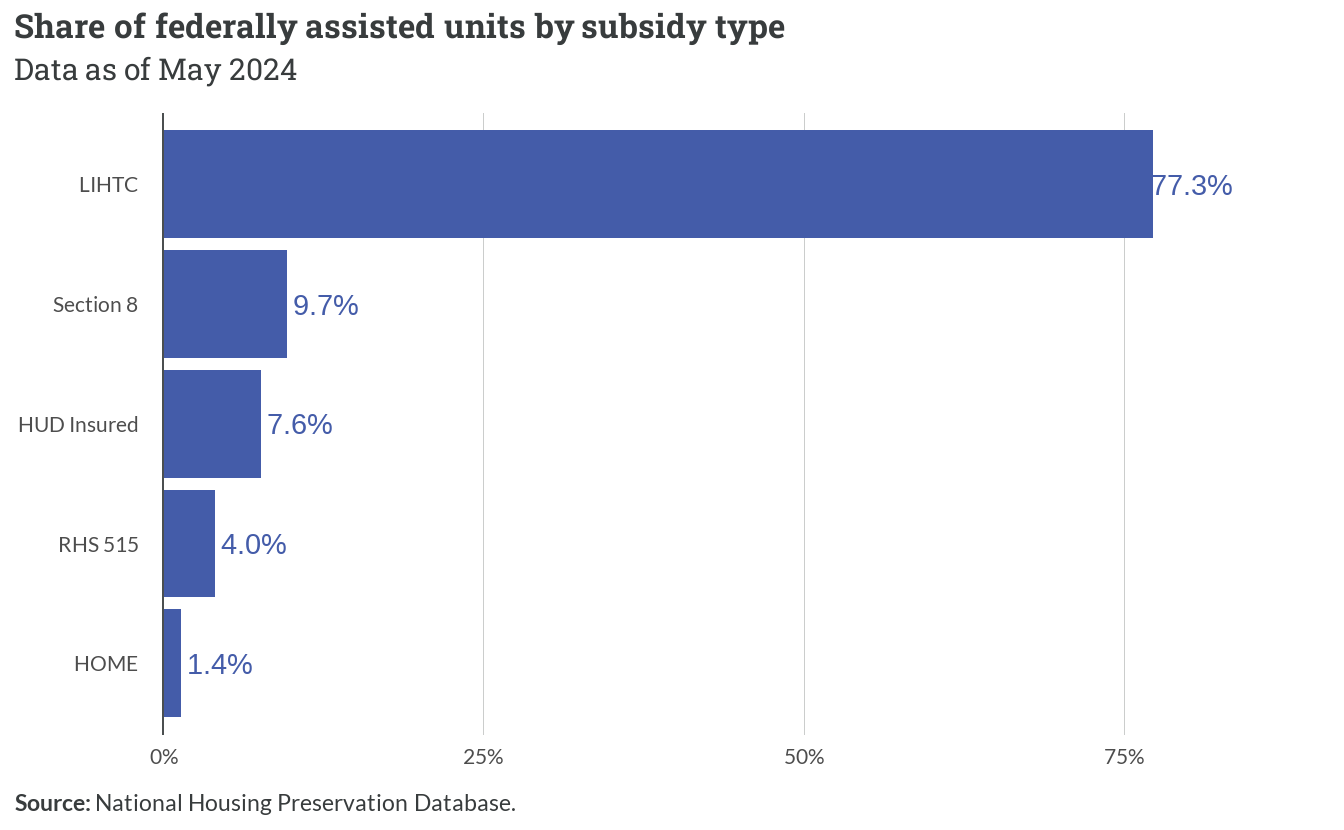 Share of federally assisted units by subsidy type
Data as of May 2024
LIHTC 77.3%
Section 8 9.7%
HUD Insured 7.6%
RHS 515 4.0%
HOME 1.4%
0% 25% 50% 75%
Source: National Housing Preservation Database.